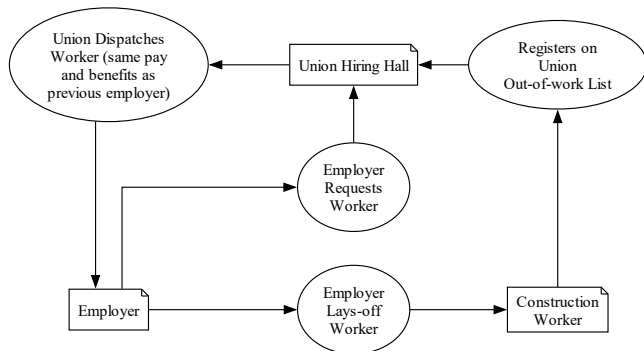 Union Dispatches
Worker (same pay
and benefits as
previous employer)
Union Hiring Hall
Registers on
Union
Out-of-work List
Employer
Requests
Worker
Employer
Employer
Lays-off
Worker
Construction
Worker